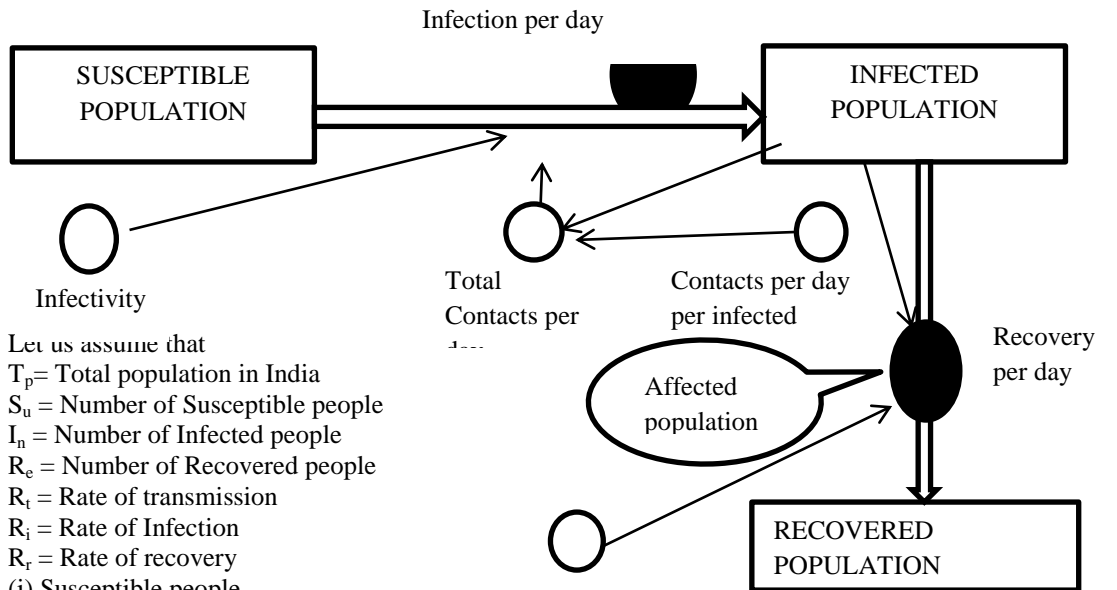 Infection per day
SUSCEPTIBLE
POPULATION
INFECTED
POPULATION
Infectivity
Total
Contacts per
day
Contacts per day
per infected
Recovery
per day
Affected
population
Let us assume that
Tₚ= Total population in India
Sᵤ = Number of Susceptible people
Iₙ = Number of Infected people
Rₑ = Number of Recovered people
Rₜ = Rate of transmission
Rᵢ = Rate of Infection
Rᵣ = Rate of recovery
(i) Susceptible people
RECOVERED
POPULATION